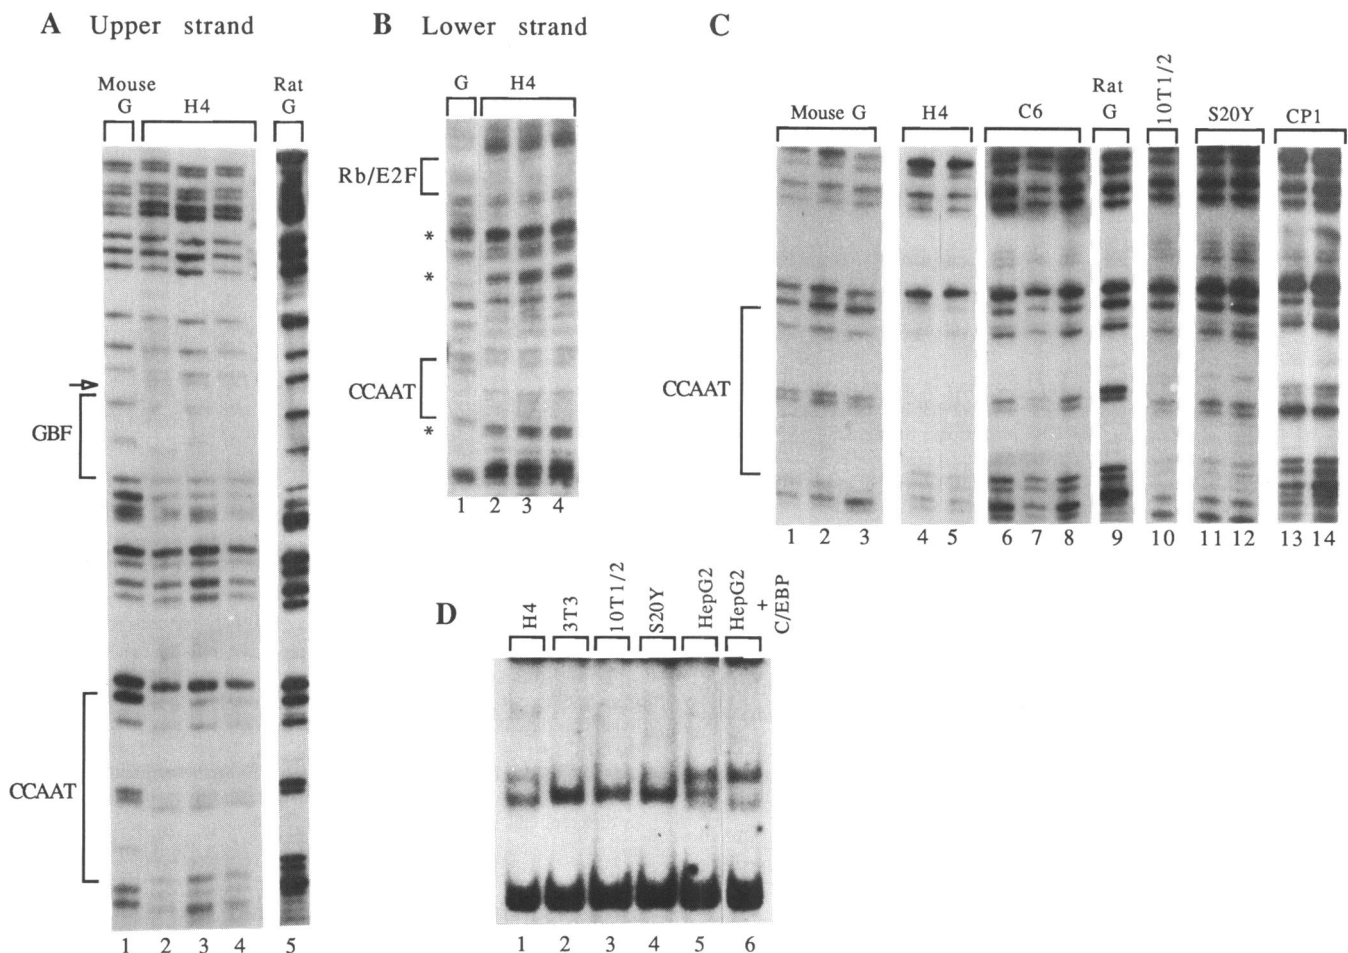 A Upper strand
Mouse
G
H4
Rat
G
GBF
CCAAT
1 2 3 4 5
B Lower strand
G
H4
Rb/E2F
*
*
CCAAT
*
1 2 3 4
C
Mouse G
H4
C6
Rat
G
10T1/2
S20Y
CP1
CCAAT
1 2 3 4 5 6 7 8 9 10 11 12 13 14
D
H4
3T3
10T1/2
S20Y
HepG2
HepG2
+
C/EBP
1 2 3 4 5 6